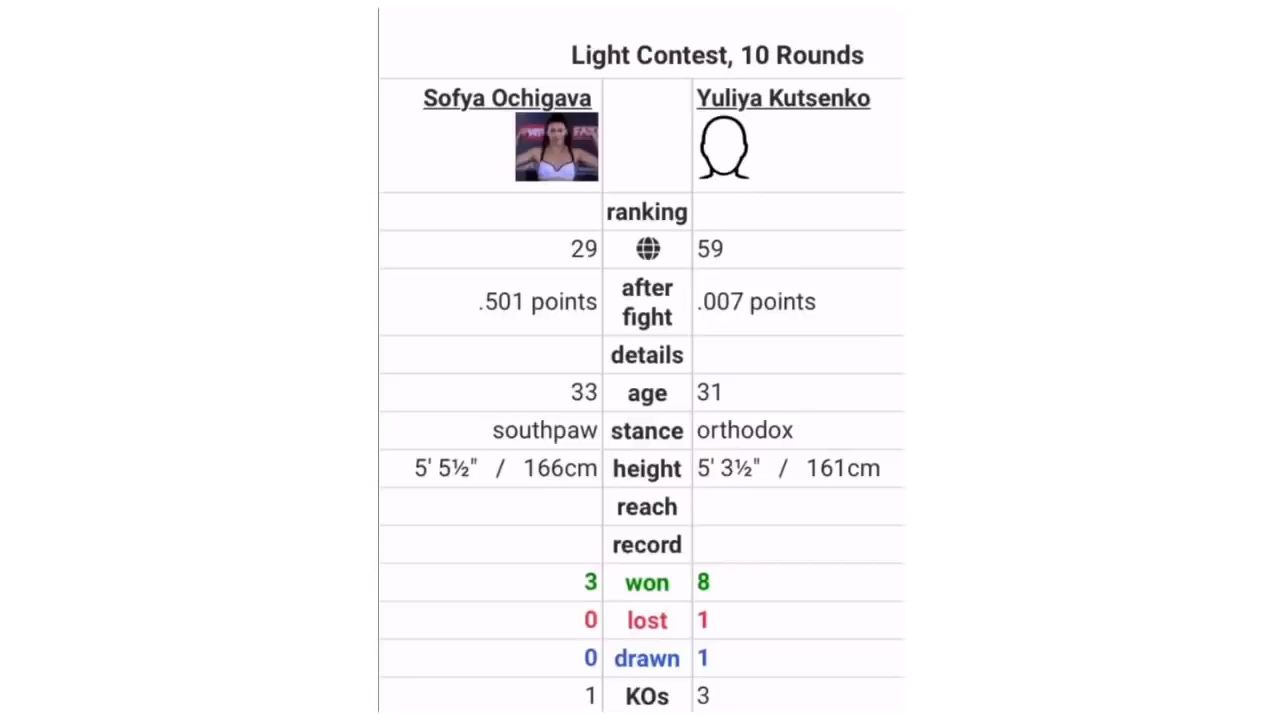 Light Contest, 10 Rounds
Sofya Ochigava Yuliya Kutsenko
ranking
29 59
.501 points after fight .007 points
details
33 age 31
southpaw stance orthodox
5' 5½" / 166cm height 5' 3½" / 161cm
reach
record
3 won 8
0 lost 1
0 drawn 1
1 KOs 3